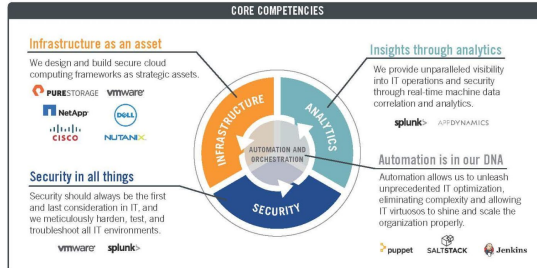 CORE COMPETENCIES
Infrastructure as an asset
We design and build secure cloud
computing frameworks as strategic assets.
PURESTORAGE vmware
NetApp DELL
CISCO NUTANIX
Security in all things
Security should always be the first
and last consideration in IT, and
we meticulously harden, test, and
troubleshoot all IT environments.
vmware splunk>
INFRASTRUCTURE
ANALYTICS
SECURITY
AUTOMATION AND
ORCHESTRATION
Insights through analytics
We provide unparalleled visibility
into IT operations and security
through real-time machine data
correlation and analytics.
splunk> APPDYNAMICS
Automation is in our DNA
Automation allows us to unleash
unprecedented IT optimization,
eliminating complexity and allowing
IT virtuosos to shine and scale the
organization properly.
puppet SALTSTACK Jenkins